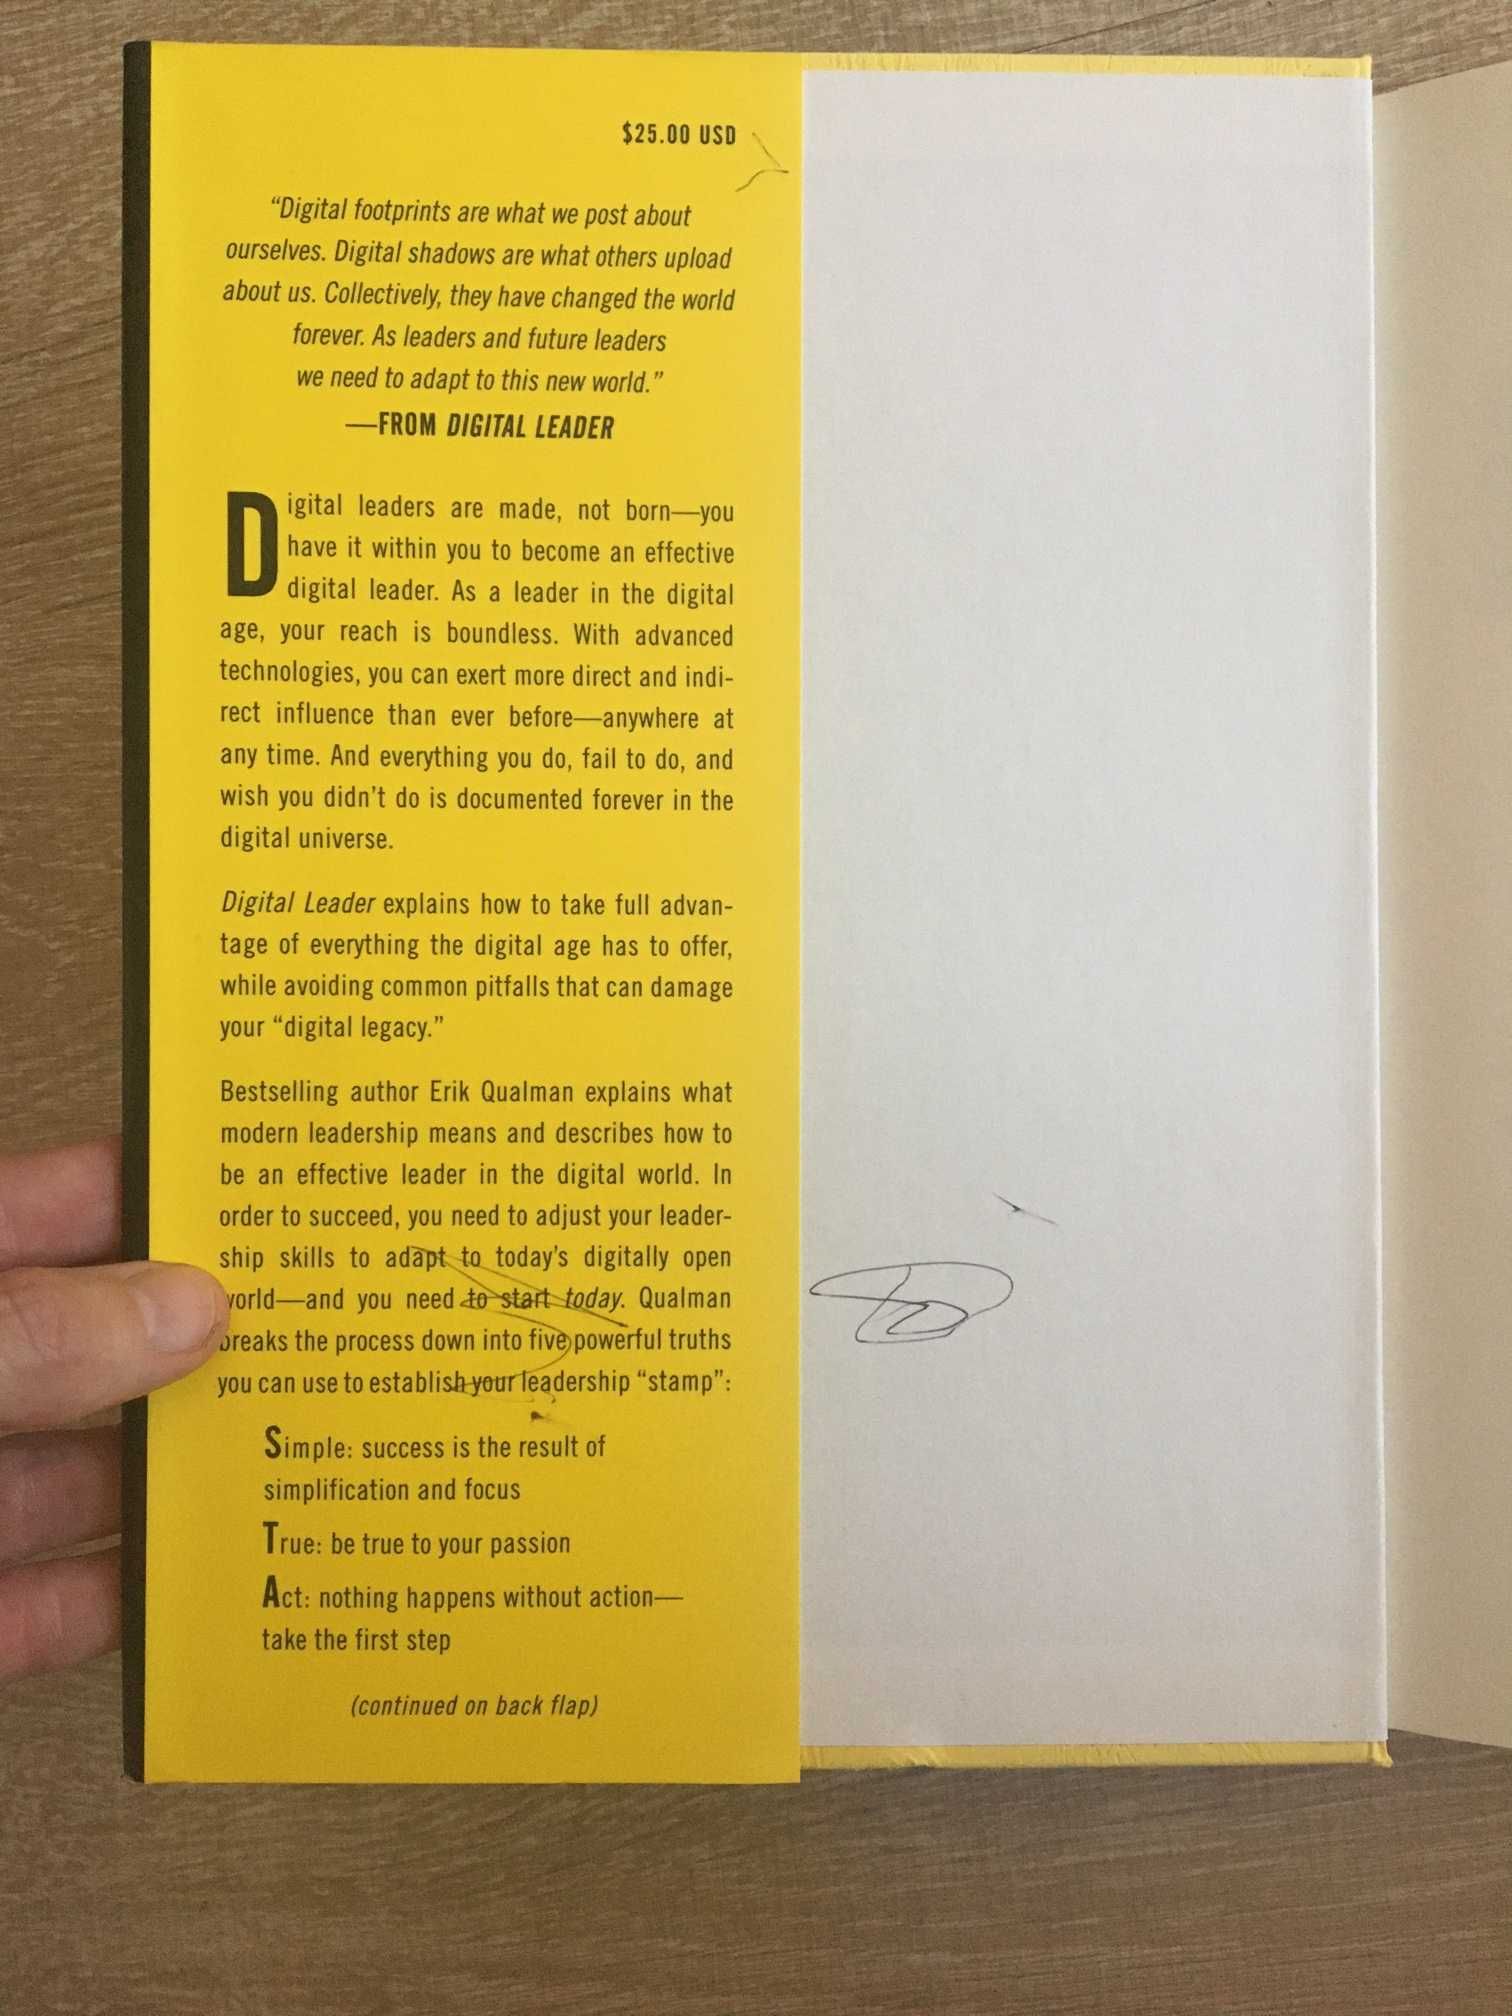 $25.00 USD
“Digital footprints are what we post about
ourselves. Digital shadows are what others upload
about us. Collectively, they have changed the world
forever. As leaders and future leaders
we need to adapt to this new world.”
—FROM DIGITAL LEADER
Digital leaders are made, not born—you
have it within you to become an effective
digital leader. As a leader in the digital
age, your reach is boundless. With advanced
technologies, you can exert more direct and indi-
rect influence than ever before—anywhere at
any time. And everything you do, fail to do, and
wish you didn't do is documented forever in the
digital universe.
Digital Leader explains how to take full advan-
tage of everything the digital age has to offer,
while avoiding common pitfalls that can damage
your “digital legacy.”
Bestselling author Erik Qualman explains what
modern leadership means and describes how to
be an effective leader in the digital world. In
order to succeed, you need to adjust your leader-
ship skills to adapt to today's digitally open
world—and you need to start today. Qualman
breaks the process down into five powerful truths
you can use to establish your leadership “stamp”:
Simple: success is the result of
simplification and focus
True: be true to your passion
Act: nothing happens without action—
take the first step
(continued on back flap)